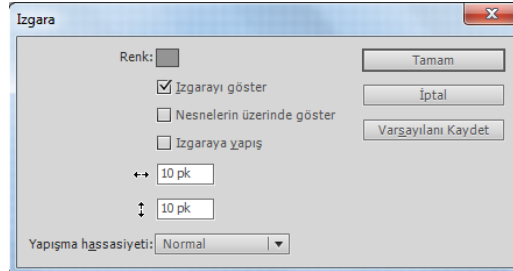 Izgara
Renk:
Tamam
Izgarayı göster
İptal
Nesnelerin üzerinde göster
Varsayılanı Kaydet
Izgaraya yapış
10 pk
10 pk
Yapışma hassasiyeti: Normal